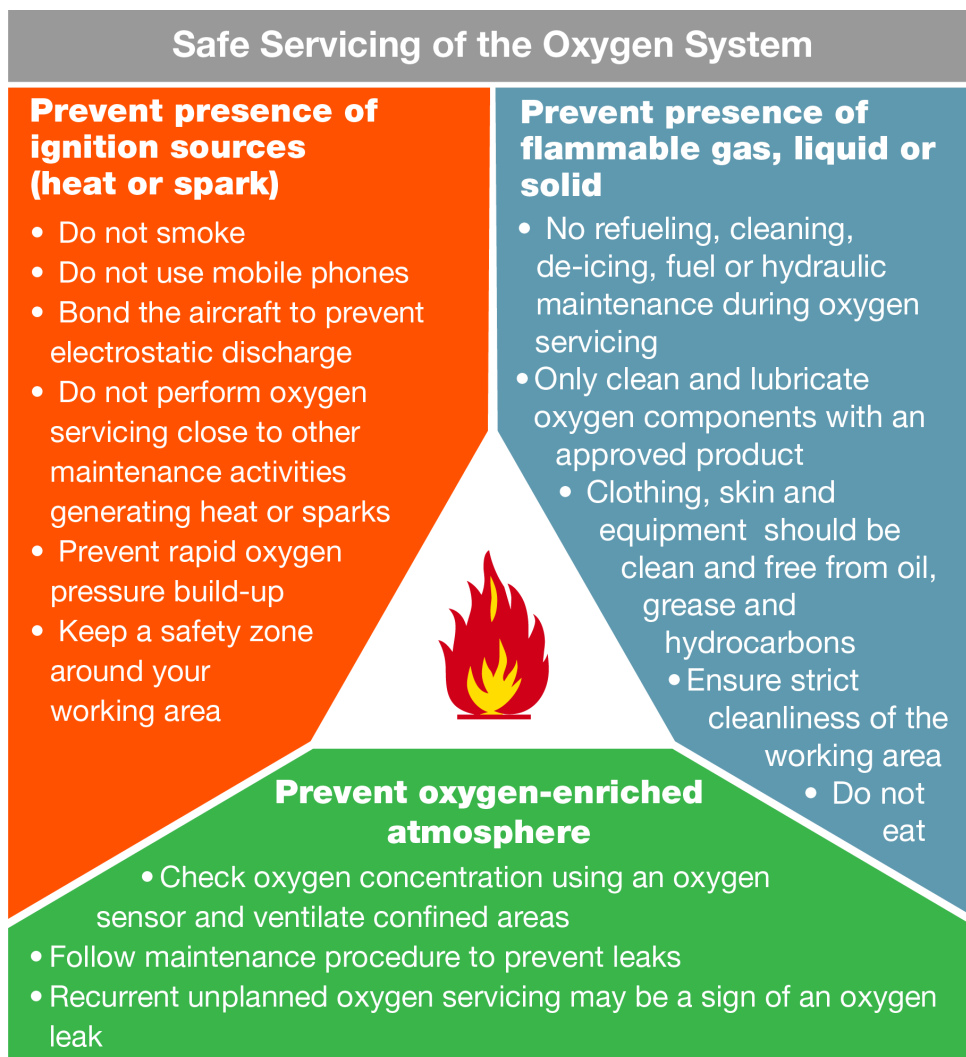 Safe Servicing of the Oxygen System
Prevent presence of
ignition sources
(heat or spark)
• Do not smoke
• Do not use mobile phones
• Bond the aircraft to prevent
electrostatic discharge
• Do not perform oxygen
servicing close to other
maintenance activities
generating heat or sparks
• Prevent rapid oxygen
pressure build-up
• Keep a safety zone
around your
working area
Prevent presence of
flammable gas, liquid or
solid
• No refueling, cleaning,
de-icing, fuel or hydraulic
maintenance during oxygen
servicing
• Only clean and lubricate
oxygen components with an
approved product
• Clothing, skin and
equipment should be
clean and free from oil,
grease and
hydrocarbons
• Ensure strict
cleanliness of the
working area
• Do not
eat
Prevent oxygen-enriched
atmosphere
• Check oxygen concentration using an oxygen
sensor and ventilate confined areas
• Follow maintenance procedure to prevent leaks
• Recurrent unplanned oxygen servicing may be a sign of an oxygen
leak